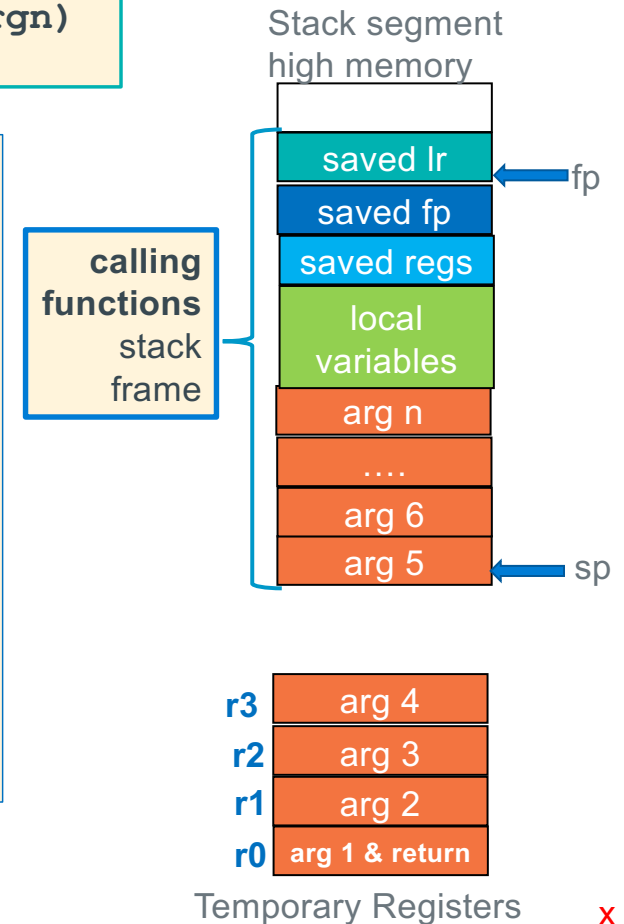 rgn)
Stack segment
high memory
saved lr
fp
saved fp
calling
functions
stack
frame
saved regs
local
variables
arg n
....
arg 6
arg 5
sp
r3 arg 4
r2 arg 3
r1 arg 2
r0 arg 1 & return
Temporary Registers
x